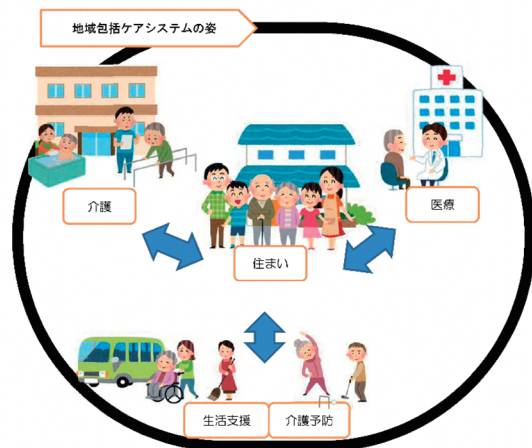 地域包括ケアシステムの姿
介護
医療
住まい
生活支援
介護予防